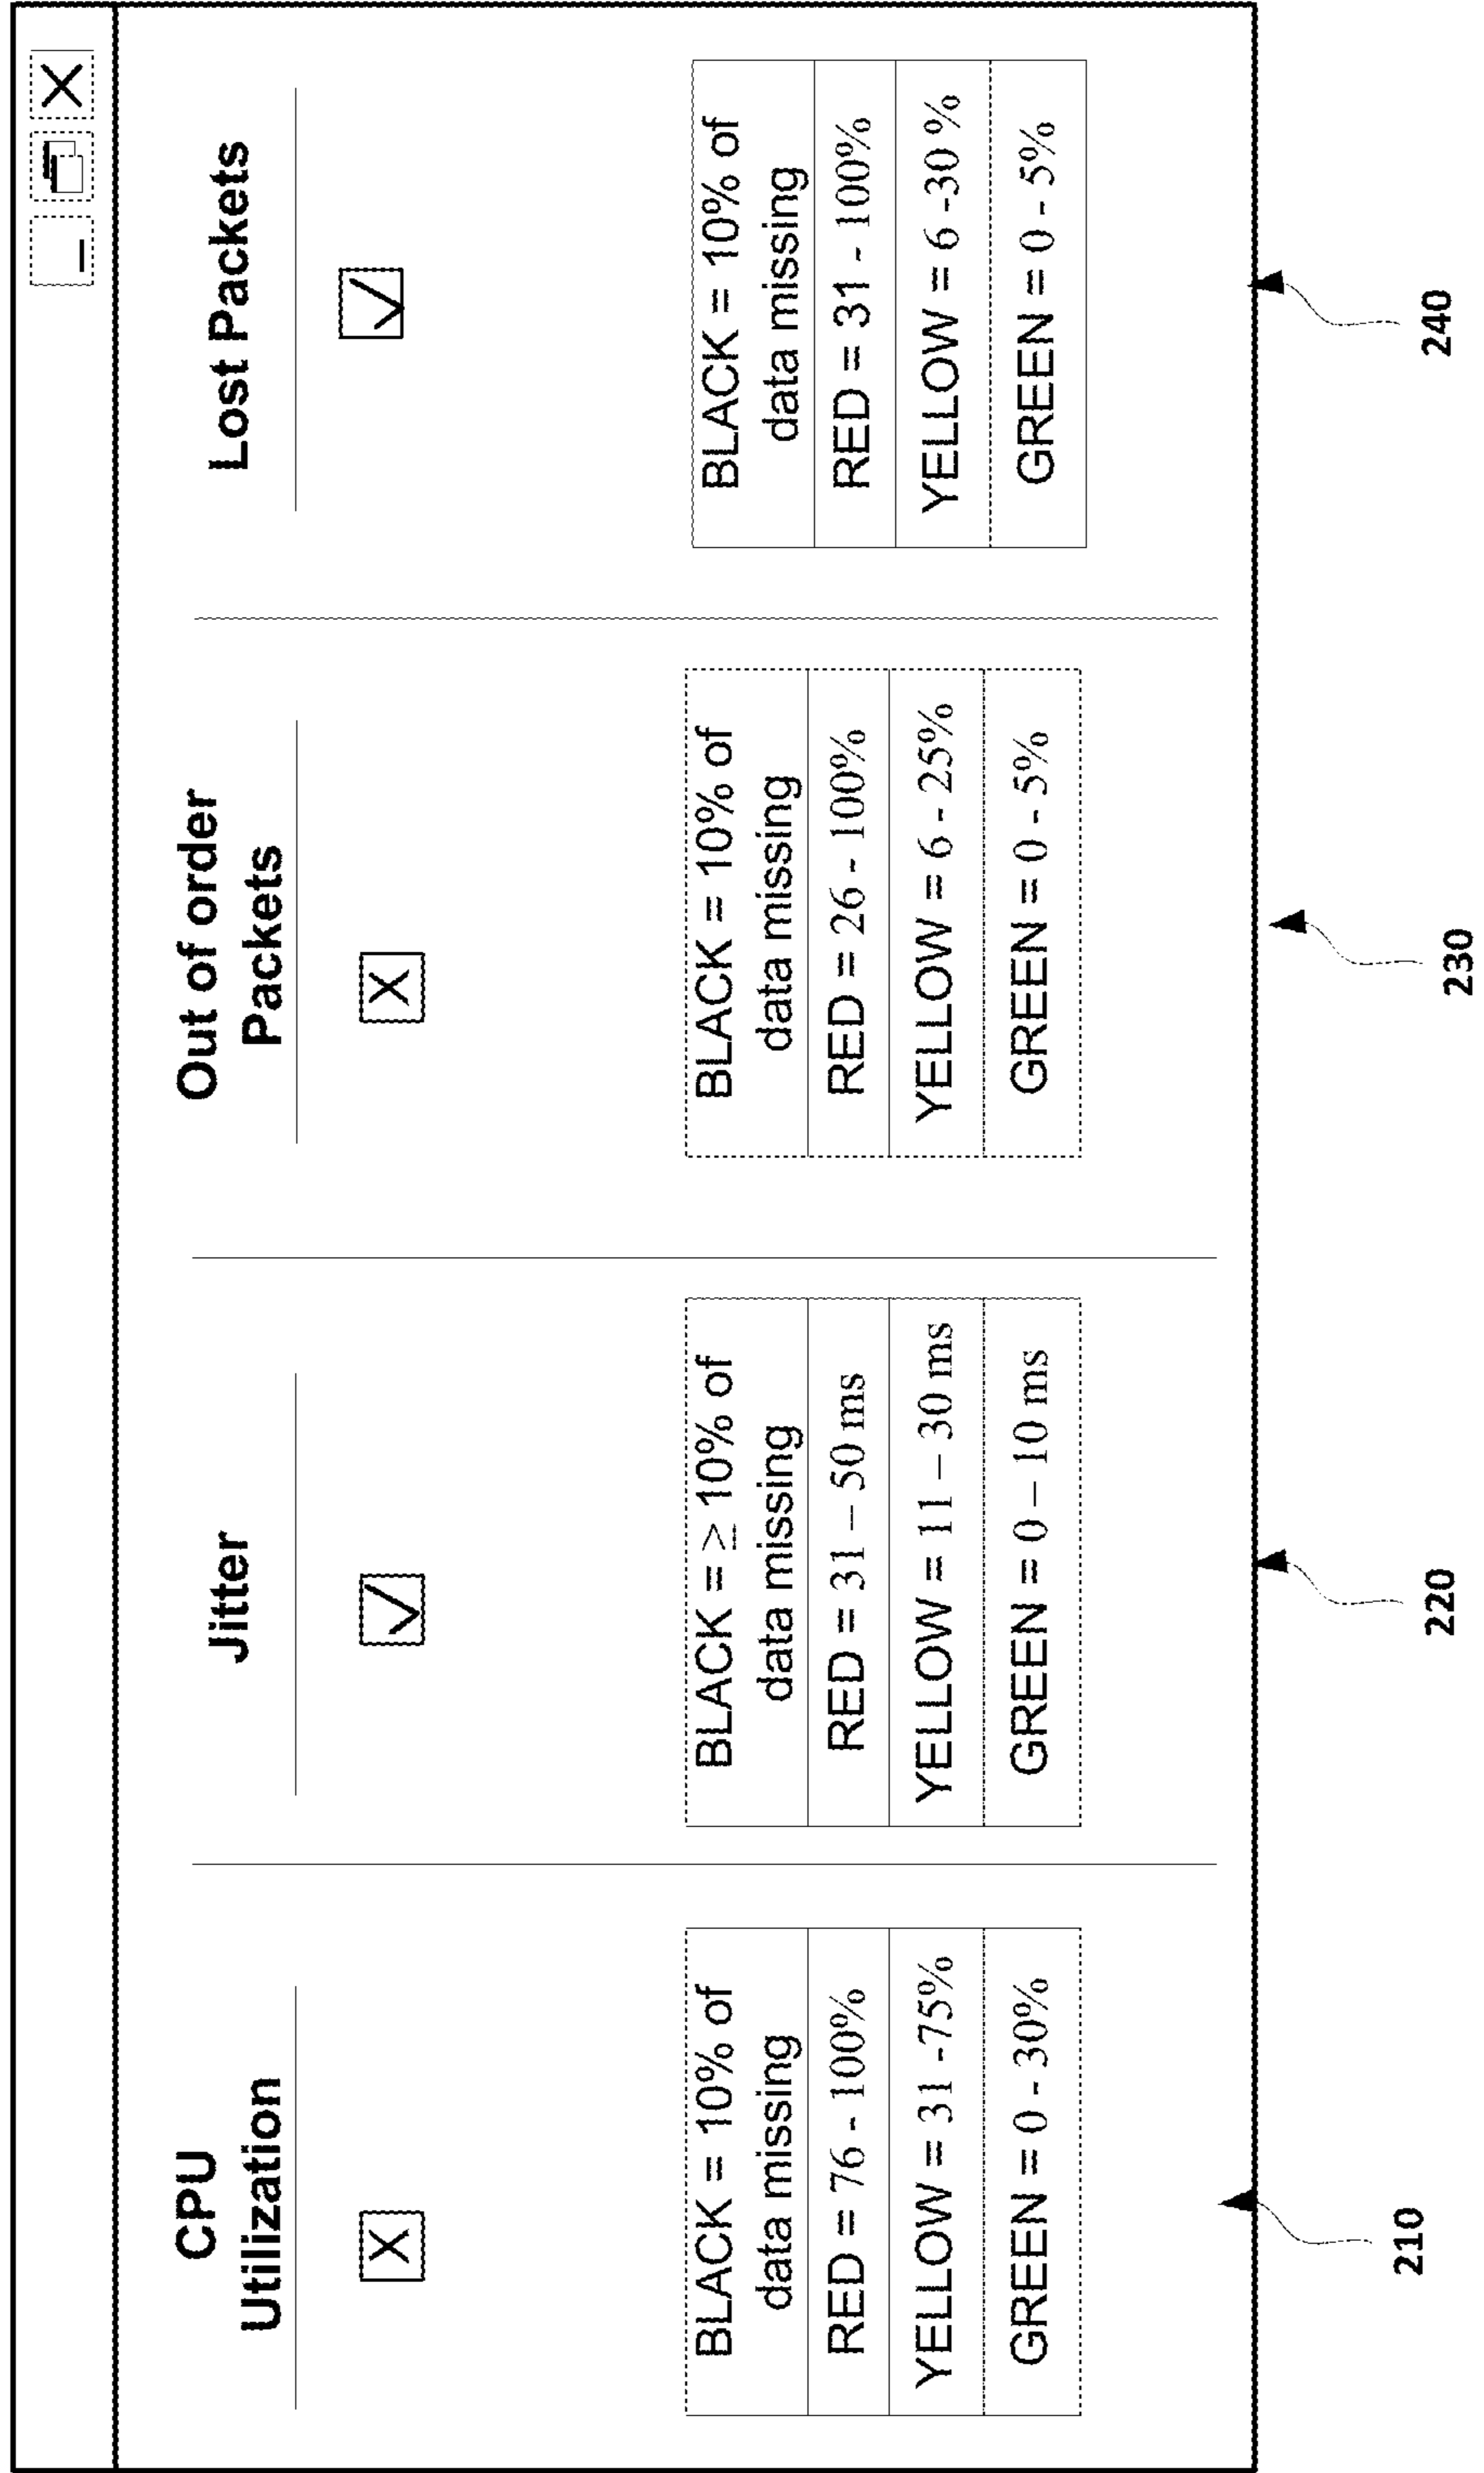 CPU
Utilization
BLACK = 10% of
data missing
RED = 76 - 100%
YELLOW = 31 -75%
GREEN = 0 - 30%
210
Jitter
BLACK = ≥ 10% of
data missing
RED = 31 – 50 ms
YELLOW = 11 – 30 ms
GREEN = 0 – 10 ms
220
Out of order
Packets
BLACK = 10% of
data missing
RED = 26 - 100%
YELLOW = 6 - 25%
GREEN = 0 - 5%
230
Lost Packets
BLACK = 10% of
data missing
RED = 31 - 100%
YELLOW = 6 -30 %
GREEN = 0 - 5%
240